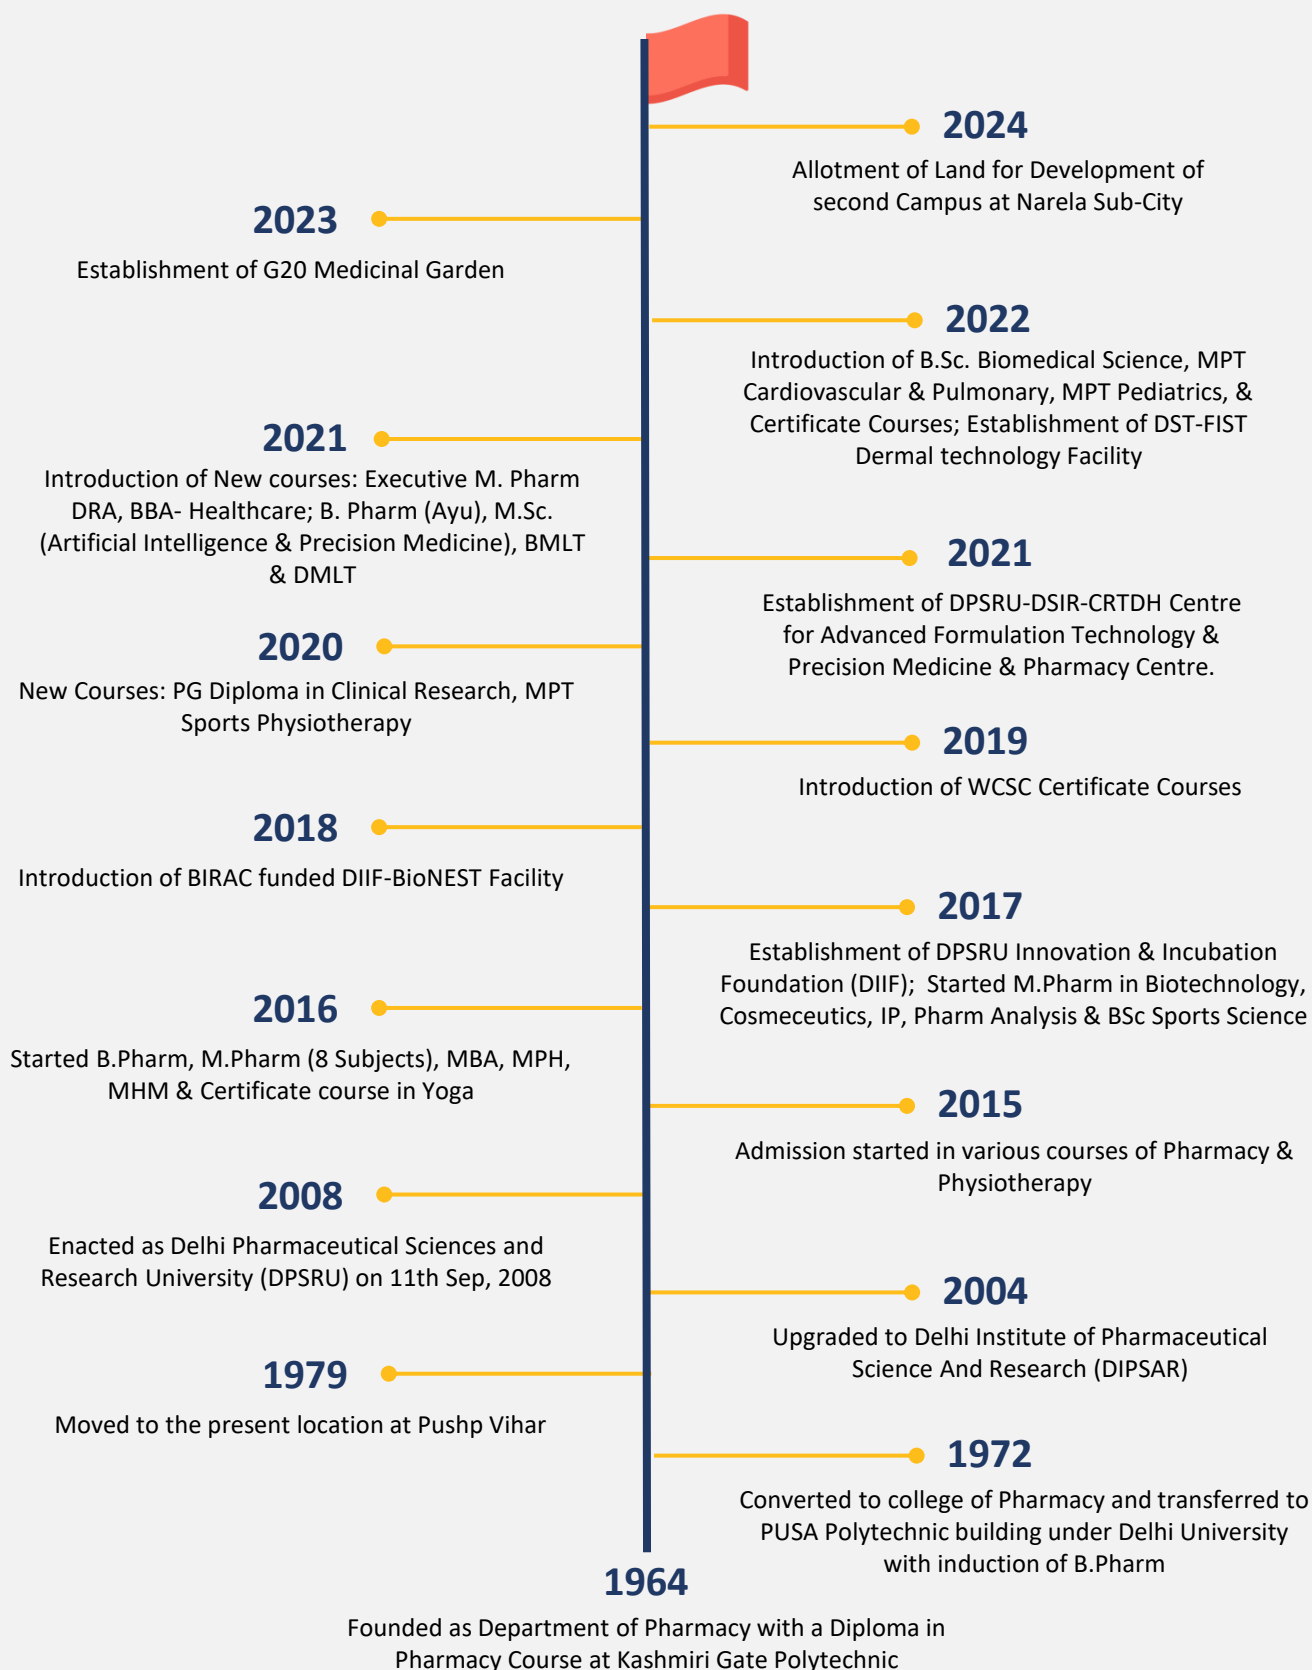 2024
Allotment of Land for Development of
second Campus at Narela Sub-City
2023
Establishment of G20 Medicinal Garden
2022
Introduction of B.Sc. Biomedical Science, MPT
Cardiovascular & Pulmonary, MPT Pediatrics, &
Certificate Courses; Establishment of DST-FIST
Dermal technology Facility
2021
Introduction of New courses: Executive M. Pharm
DRA, BBA- Healthcare; B. Pharm (Ayu), M.Sc.
(Artificial Intelligence & Precision Medicine), BMLT
& DMLT
2021
Establishment of DPSRU-DSIR-CRTDH Centre
for Advanced Formulation Technology &
Precision Medicine & Pharmacy Centre.
2020
New Courses: PG Diploma in Clinical Research, MPT
Sports Physiotherapy
2019
Introduction of WCSC Certificate Courses
2018
Introduction of BIRAC funded DIIF-BioNEST Facility
2017
Establishment of DPSRU Innovation & Incubation
Foundation (DIIF);  Started M.Pharm in Biotechnology,
Cosmeceutics, IP, Pharm Analysis & BSc Sports Science
2016
Started B.Pharm, M.Pharm (8 Subjects), MBA, MPH,
MHM & Certificate course in Yoga
2015
Admission started in various courses of Pharmacy &
Physiotherapy
2008
Enacted as Delhi Pharmaceutical Sciences and
Research University (DPSRU) on 11th Sep, 2008
2004
Upgraded to Delhi Institute of Pharmaceutical
Science And Research (DIPSAR)
1979
Moved to the present location at Pushp Vihar
1972
Converted to college of Pharmacy and transferred to
PUSA Polytechnic building under Delhi University
with induction of B.Pharm
1964
Founded as Department of Pharmacy with a Diploma in
Pharmacy Course at Kashmiri Gate Polytechnic